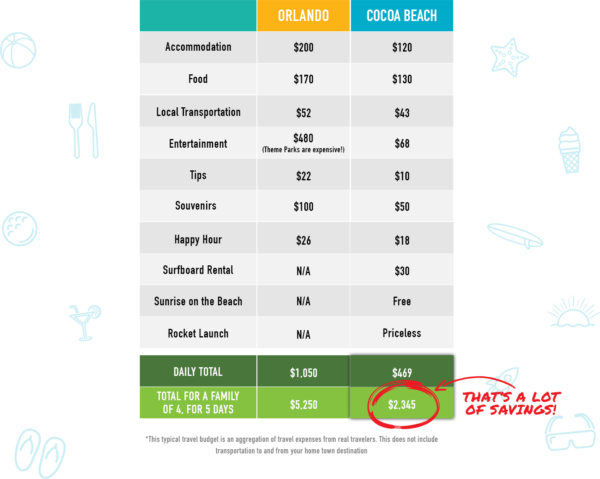 ORLANDO COCOA BEACH
Accommodation $200 $120
Food $170 $130
Local Transportation $52 $43
Entertainment $480 $68
(Theme Parks are expensive!)
Tips $22 $10
Souvenirs $100 $50
Happy Hour $26 $18
Surfboard Rental N/A $30
Sunrise on the Beach N/A Free
Rocket Launch N/A Priceless
DAILY TOTAL $1,050 $469
TOTAL FOR A FAMILY
OF 4, FOR 5 DAYS $5,250 $2,345
THAT'S A LOT
OF SAVINGS!
*This typical travel budget is an aggregation of travel expenses from real travelers. This does not include
transportation to and from your home town destination